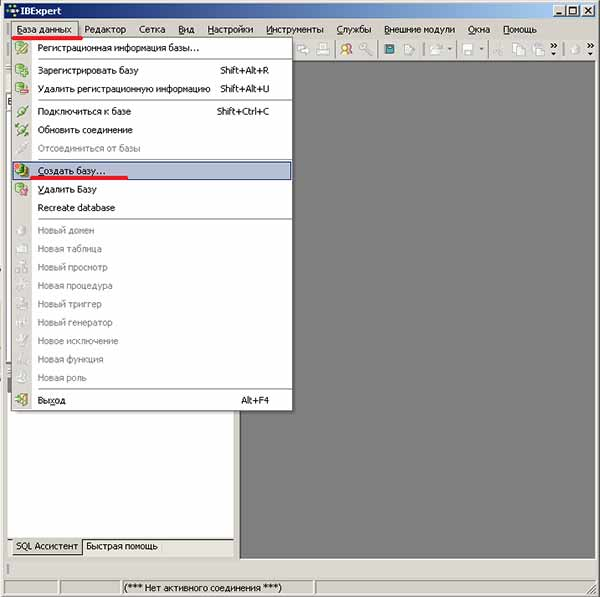 IBExpert
База данных Редактор Сетка Вид Настройки Инструменты Службы Внешние модули Окна Помощь
Регистрационная информация базы...
Зарегистрировать базу Shift+Alt+R
Удалить регистрационную информацию Shift+Alt+U
Подключиться к базе Shift+Ctrl+C
Обновить соединение
Отсоединиться от базы
Создать базу...
Удалить Базу
Recreate database
Новый домен
Новая таблица
Новый просмотр
Новая процедура
Новый триггер
Новый генератор
Новое исключение
Новая функция
Новая роль
Выход Alt+F4
SQL Ассистент Быстрая помощь
(*** Нет активного соединения ***)